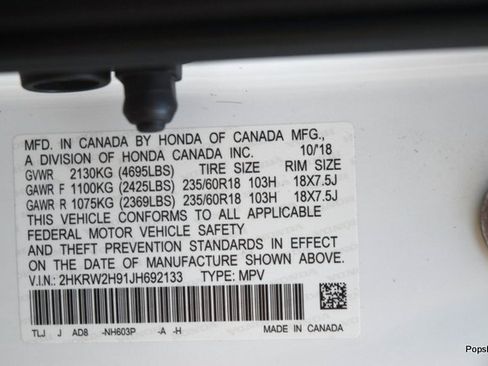 MFD. IN CANADA BY HONDA OF CANADA MFG.,
A DIVISION OF HONDA CANADA INC. 10/'18
GVWR 2130KG (4695LBS) TIRE SIZE RIM SIZE
GAWR F 1100KG (2425LBS) 235/60R18 103H 18X7.5J
GAWR R 1075KG (2369LBS) 235/60R18 103H 18X7.5J
THIS VEHICLE CONFORMS TO ALL APPLICABLE
FEDERAL MOTOR VEHICLE SAFETY
AND THEFT PREVENTION STANDARDS IN EFFECT
ON THE DATE OF MANUFACTURE SHOWN ABOVE.
V.I.N.: 2HKRW2H91JH692133 TYPE: MPV
TLJ J AD8 -NH603P -A -H MADE IN CANADA